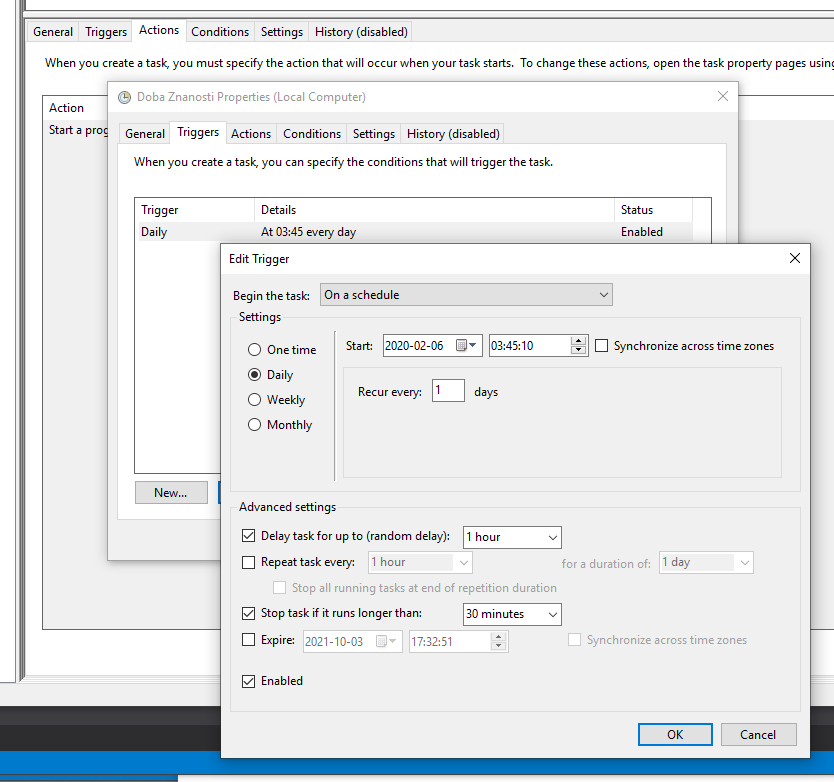 General Triggers Actions Conditions Settings History (disabled)
When you create a task, you must specify the action that will occur when your task starts. To change these actions, open the task property pages using
Action
Start a prog
Doba Znanosti Properties (Local Computer)
General Triggers Actions Conditions Settings History (disabled)
When you create a task, you can specify the conditions that will trigger the task.
Trigger Details Status
Daily At 03:45 every day Enabled
New...
Edit Trigger
Begin the task: On a schedule
Settings
One time
Daily
Weekly
Monthly
Start: 2020-02-06 03:45:10 Synchronize across time zones
Recur every: 1 days
Advanced settings
Delay task for up to (random delay): 1 hour
Repeat task every: 1 hour for a duration of: 1 day
Stop all running tasks at end of repetition duration
Stop task if it runs longer than: 30 minutes
Expire: 2021-10-03 17:32:51 Synchronize across time zones
Enabled
OK Cancel